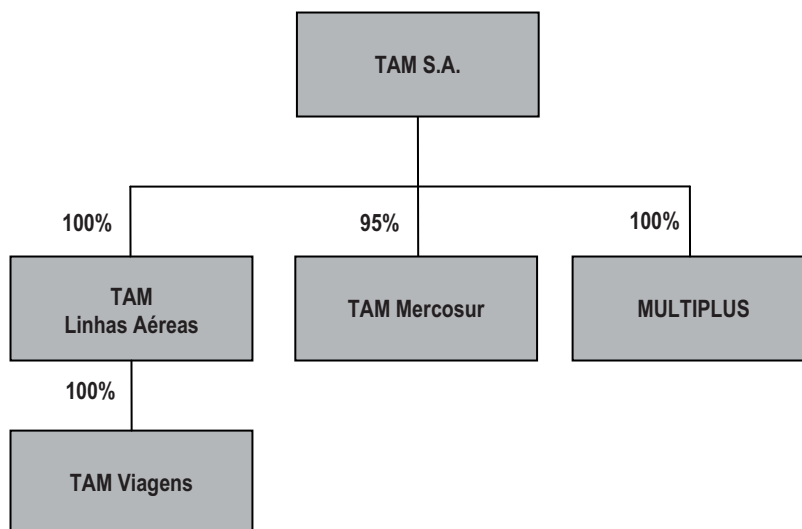 TAM S.A.
100%
95%
100%
TAM
Linhas Aéreas
TAM Mercosur
MULTIPLUS
100%
TAM Viagens